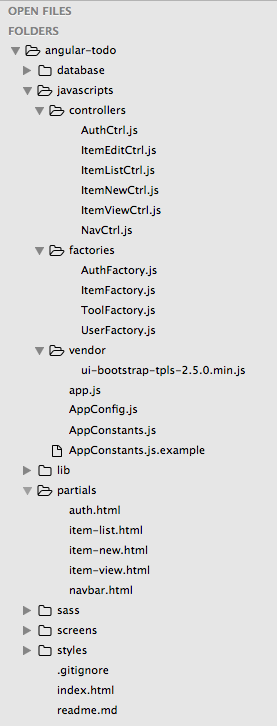 OPEN FILES
FOLDERS
angular-todo
database
javascripts
controllers
AuthCtrl.js
ItemEditCtrl.js
ItemListCtrl.js
ItemNewCtrl.js
ItemViewCtrl.js
NavCtrl.js
factories
AuthFactory.js
ItemFactory.js
ToolFactory.js
UserFactory.js
vendor
ui-bootstrap-tpls-2.5.0.min.js
app.js
AppConfig.js
AppConstants.js
AppConstants.js.example
lib
partials
auth.html
item-list.html
item-new.html
item-view.html
navbar.html
sass
screens
styles
.gitignore
index.html
readme.md